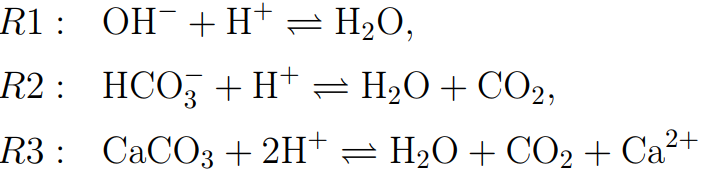 R1 : OH⁻ + H⁺ ⇌ H₂O,
R2 : HCO₃⁻ + H⁺ ⇌ H₂O + CO₂,
R3 : CaCO₃ + 2H⁺ ⇌ H₂O + CO₂ + Ca²⁺